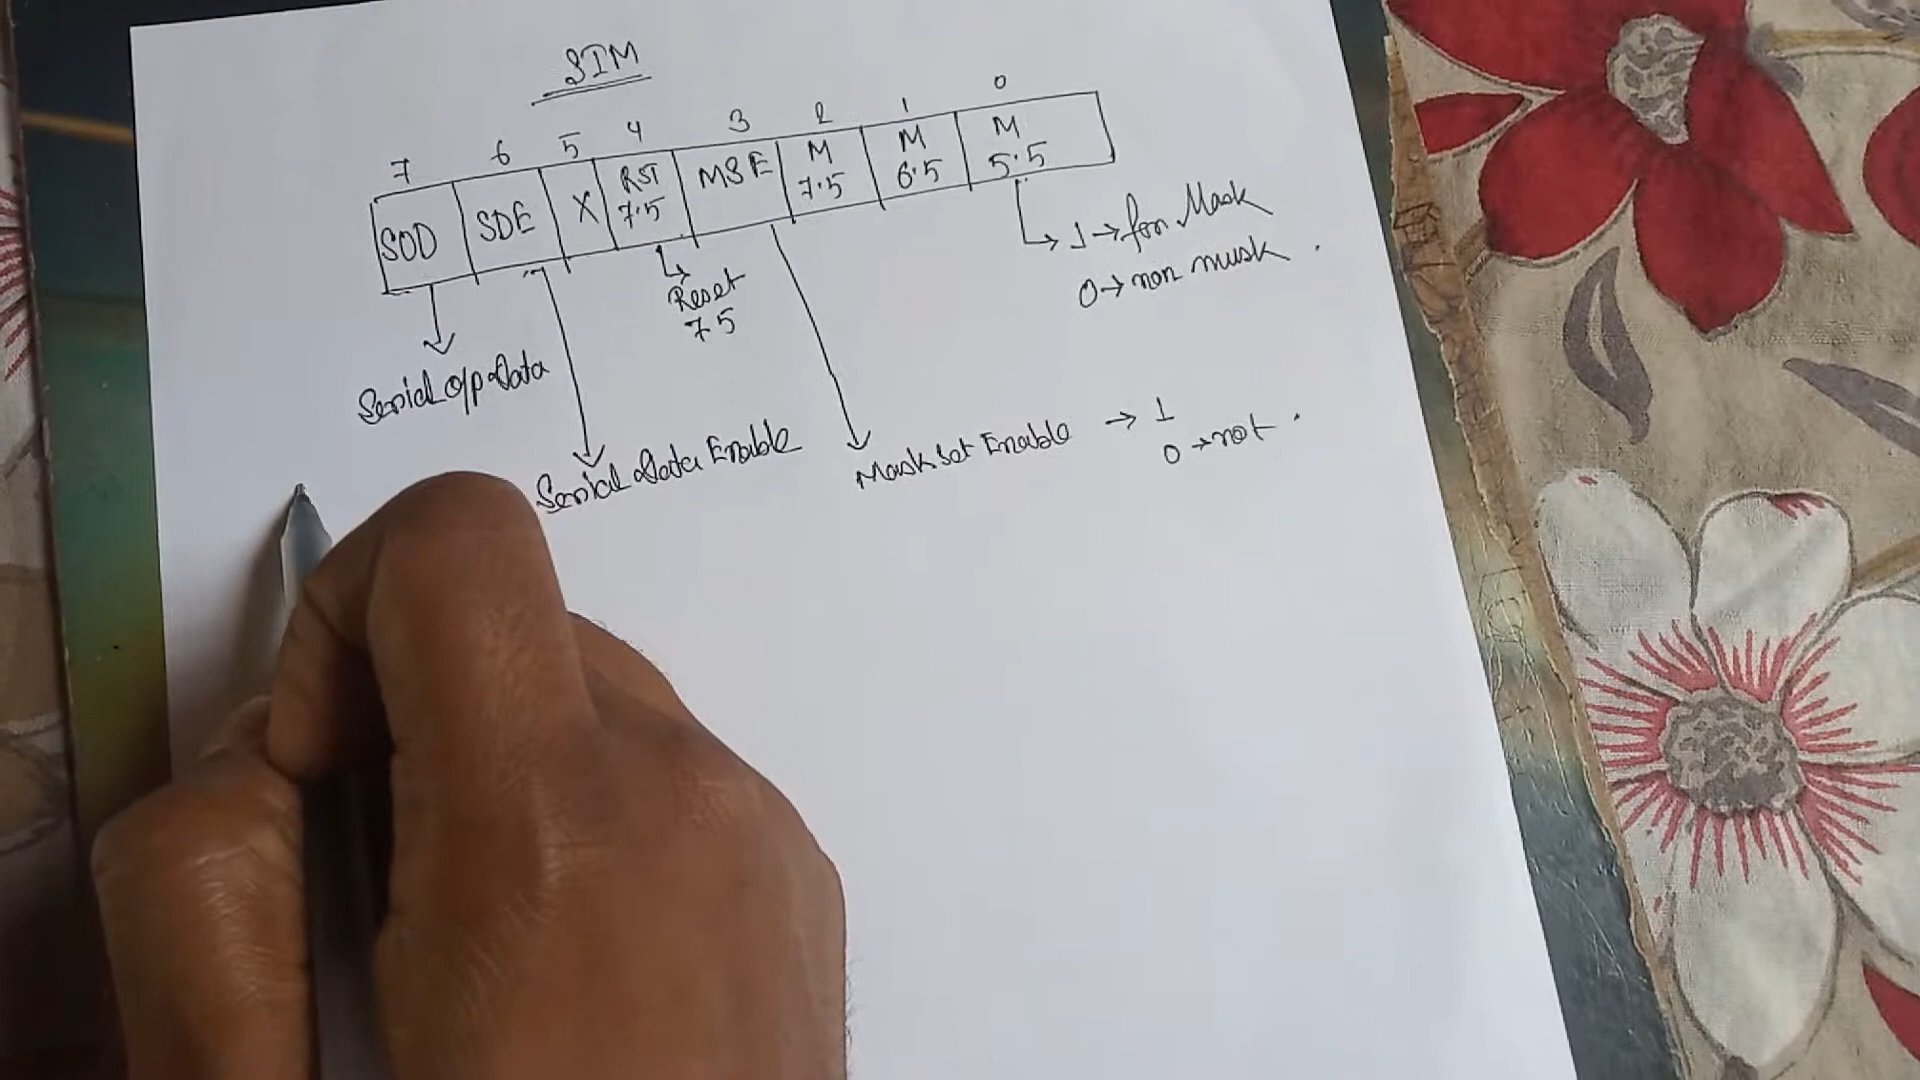 SIM
7 6 5 4 3 2 1 0
SOD SDE X RST 7.5 MSE M 7.5 M 6.5 M 5.5
→ 1 → for Mask
0 → non musk .
Reset
7 5
Serial o/p Data
Serial Data Enable
Mask Set Enable → 1
0 → not .